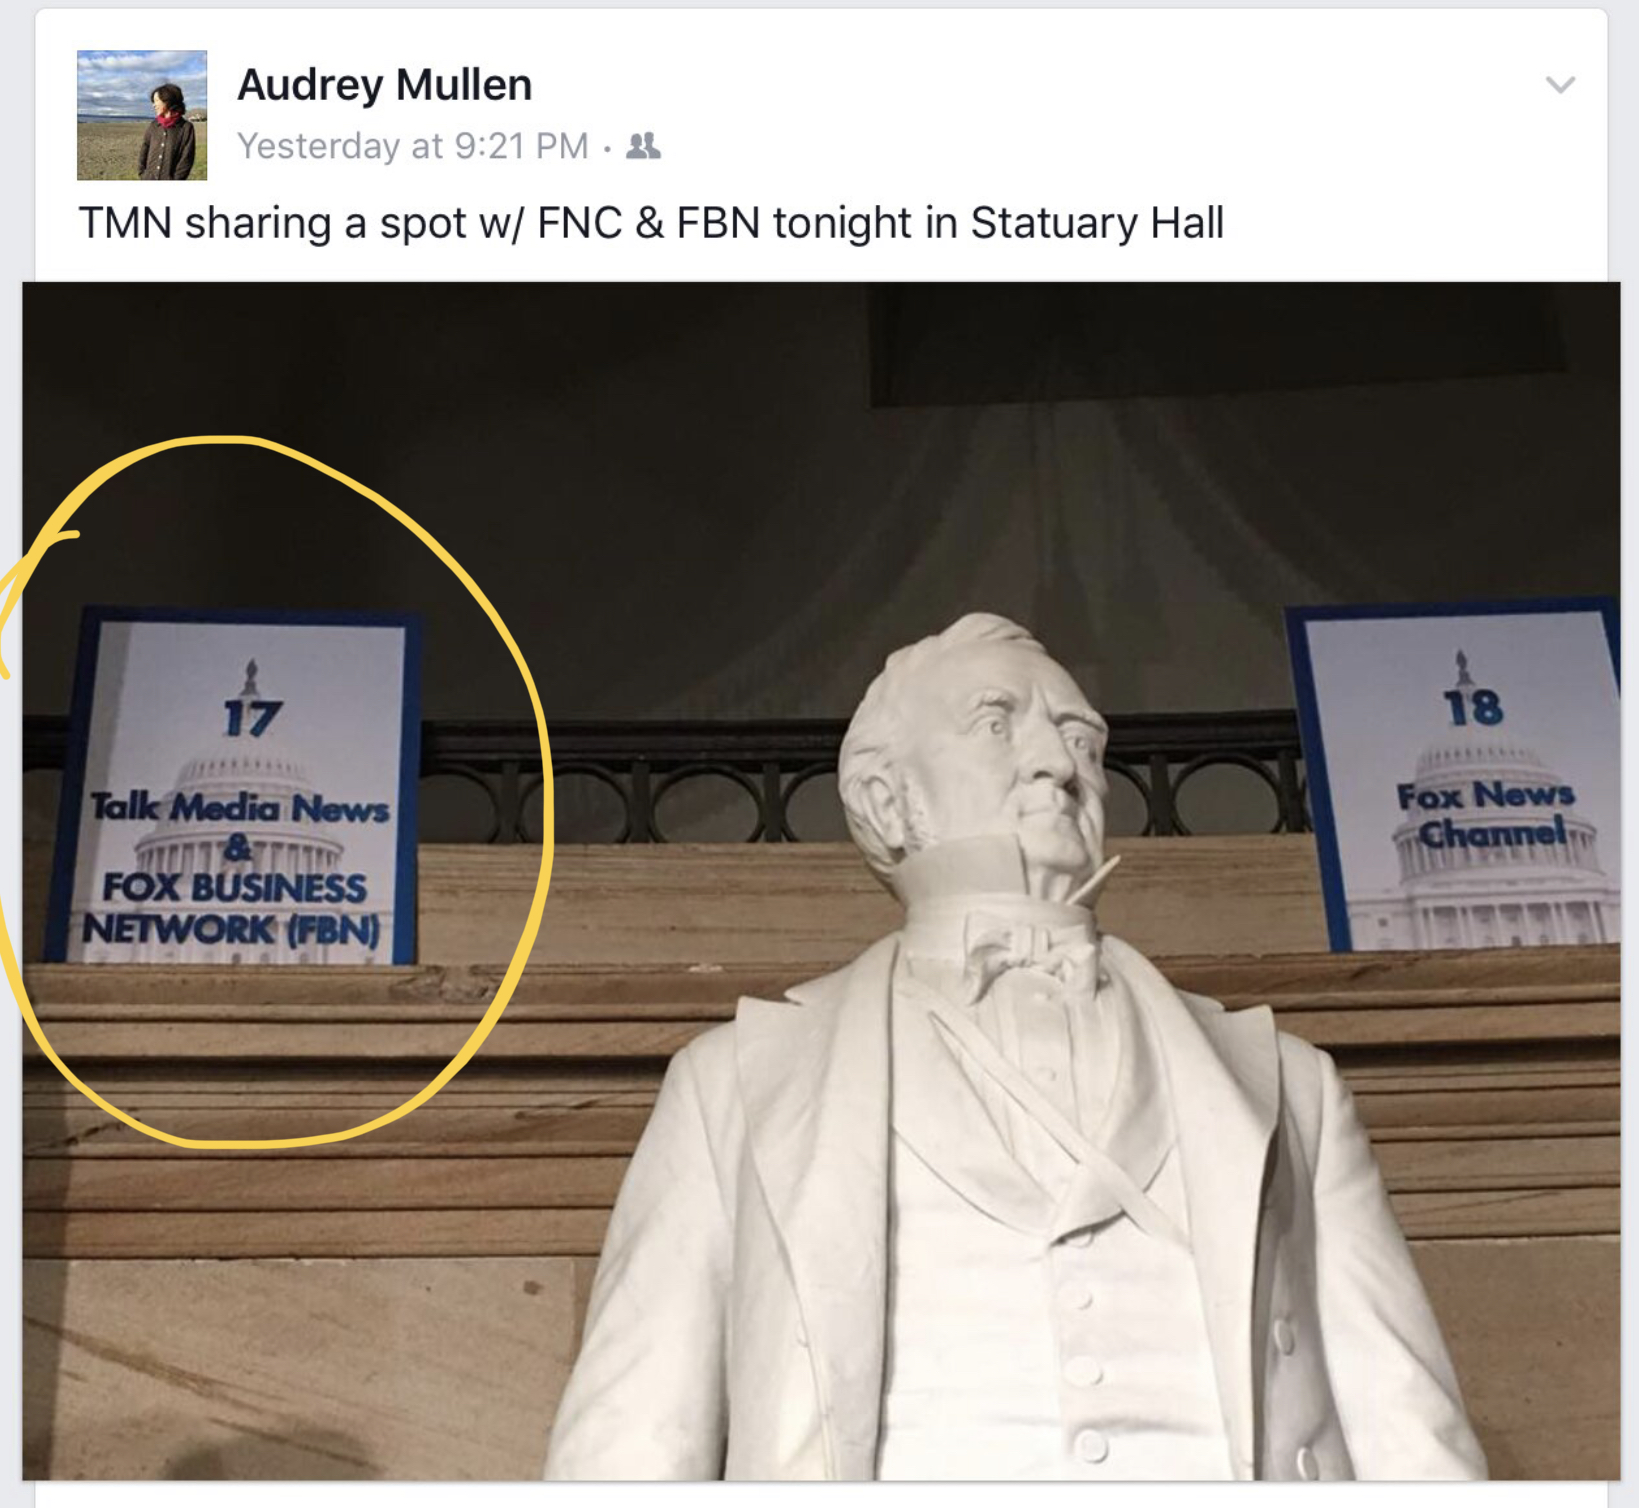 Audrey Mullen
Yesterday at 9:21 PM ·
TMN sharing a spot w/ FNC & FBN tonight in Statuary Hall
17
Talk Media News
&
FOX BUSINESS
NETWORK (FBN)
18
Fox News
Channel